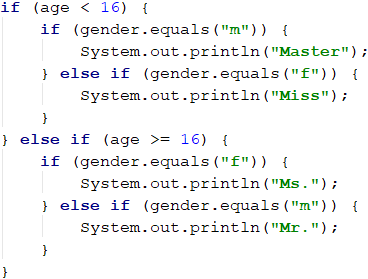 if (age < 16) {
    if (gender.equals("m")) {
        System.out.println("Master");
    } else if (gender.equals("f")) {
        System.out.println("Miss");
    }
} else if (age >= 16) {
    if (gender.equals("f")) {
        System.out.println("Ms.");
    } else if (gender.equals("m")) {
        System.out.println("Mr.");
    }
}